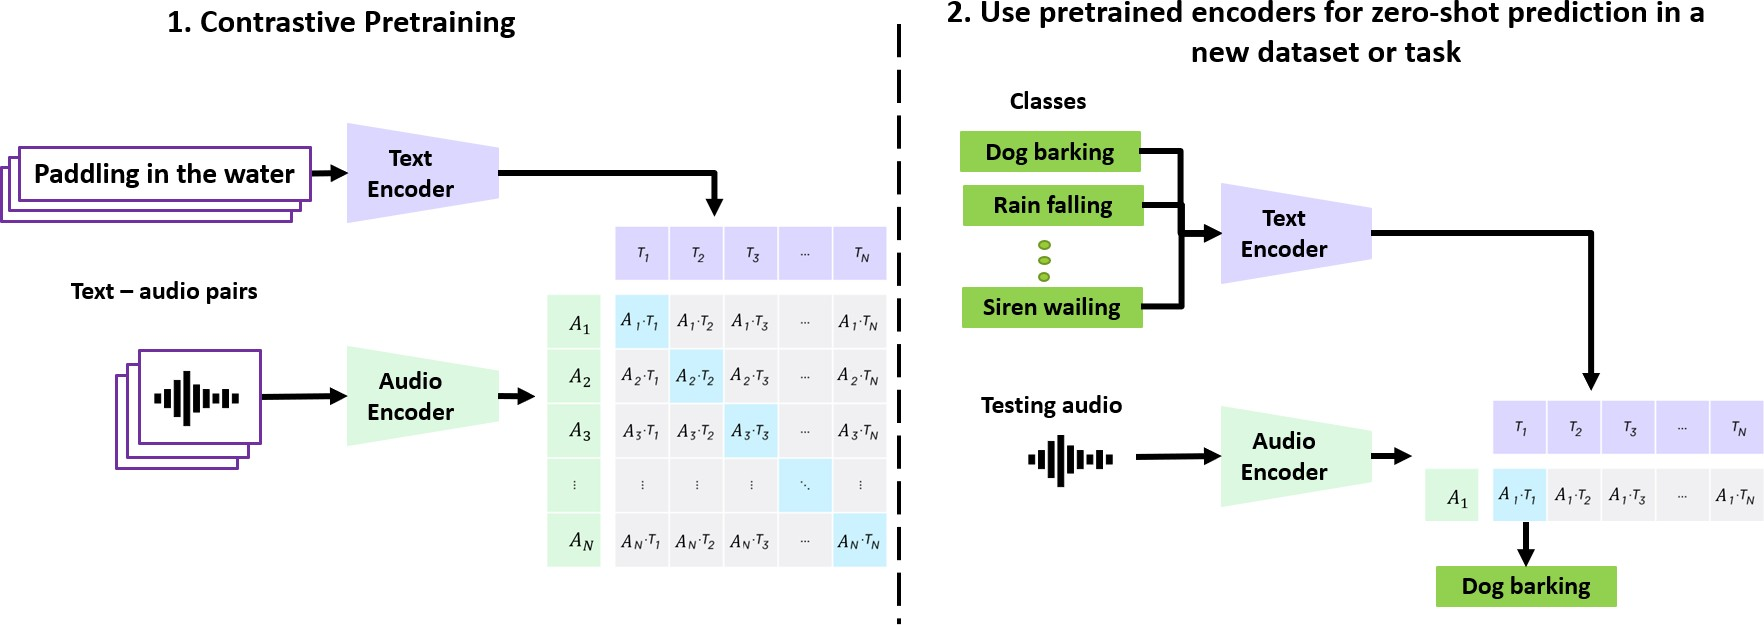 1. Contrastive Pretraining
Paddling in the water
Text
Encoder
Text – audio pairs
Audio
Encoder
T1 T2 T3 ... TN
A1 A1·T1 A1·T2 A1·T3 ... A1·TN
A2 A2·T1 A2·T2 A2·T3 ... A2·TN
A3 A3·T1 A3·T2 A3·T3 ... A3·TN
⋮ ⋮ ⋮ ⋮ ⋱ ⋮
AN AN·T1 AN·T2 AN·T3 ... AN·TN
2. Use pretrained encoders for zero-shot prediction in a
new dataset or task
Classes
Dog barking
Rain falling
Siren wailing
Text
Encoder
Testing audio
Audio
Encoder
T1 T2 T3 ... TN
A1 A1·T1 A1·T2 A1·T3 ... A1·TN
Dog barking